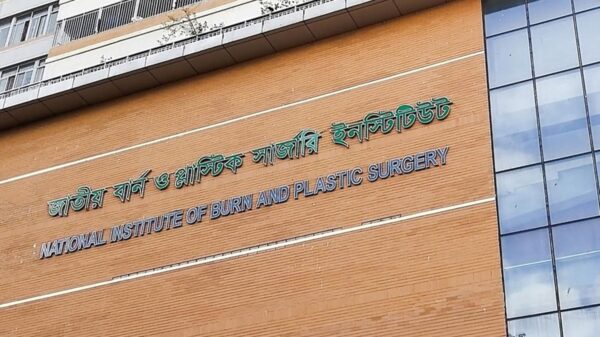 জাতীয় বার্ন ও প্লাস্টিক সার্জারি ইনস্টিটিউট
NATIONAL INSTITUTE OF BURN AND PLASTIC SURGERY